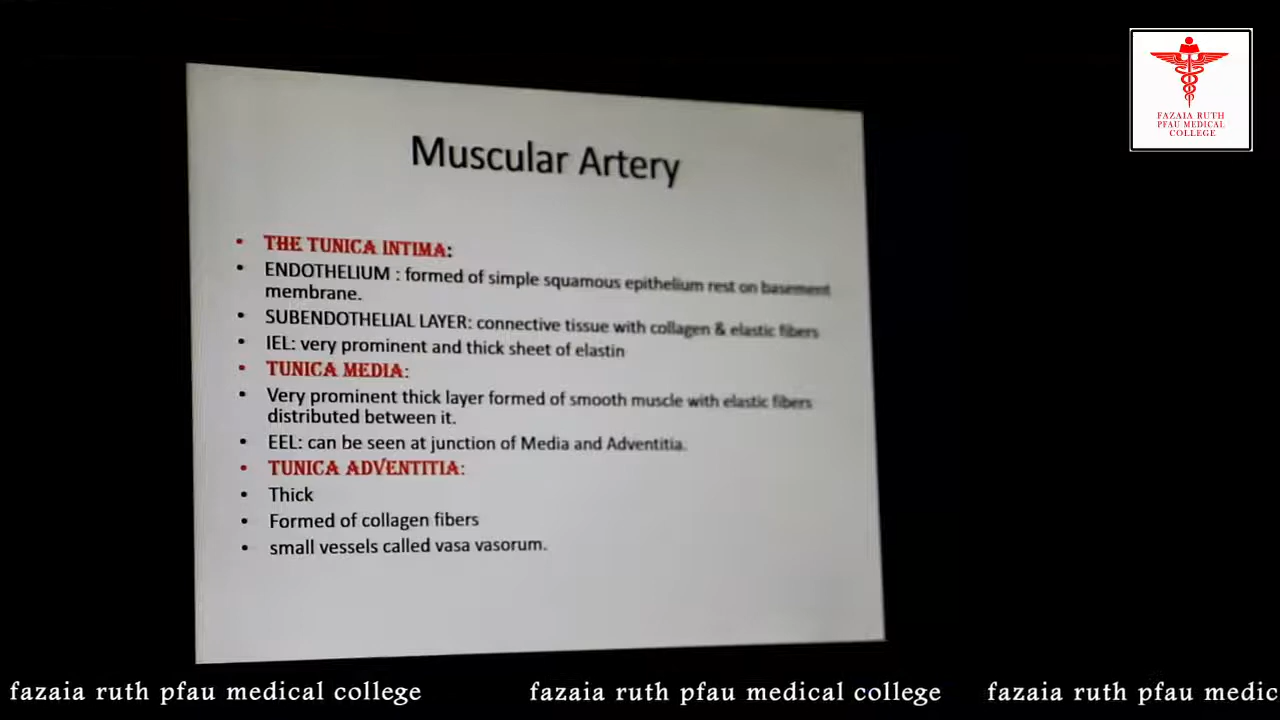 FAZAIA RUTH
PFAU MEDICAL
COLLEGE
Muscular Artery
• THE TUNICA INTIMA:
• ENDOTHELIUM : formed of simple squamous epithelium rest on basement
membrane.
• SUBENDOTHELIAL LAYER: connective tissue with collagen & elastic fibers
• IEL: very prominent and thick sheet of elastin
• TUNICA MEDIA:
• Very prominent thick layer formed of smooth muscle with elastic fibers
distributed between it.
• EEL: can be seen at junction of Media and Adventitia.
• TUNICA ADVENTITIA:
• Thick
• Formed of collagen fibers
• small vessels called vasa vasorum.
fazaia ruth pfau medical college fazaia ruth pfau medical college fazaia ruth pfau medic